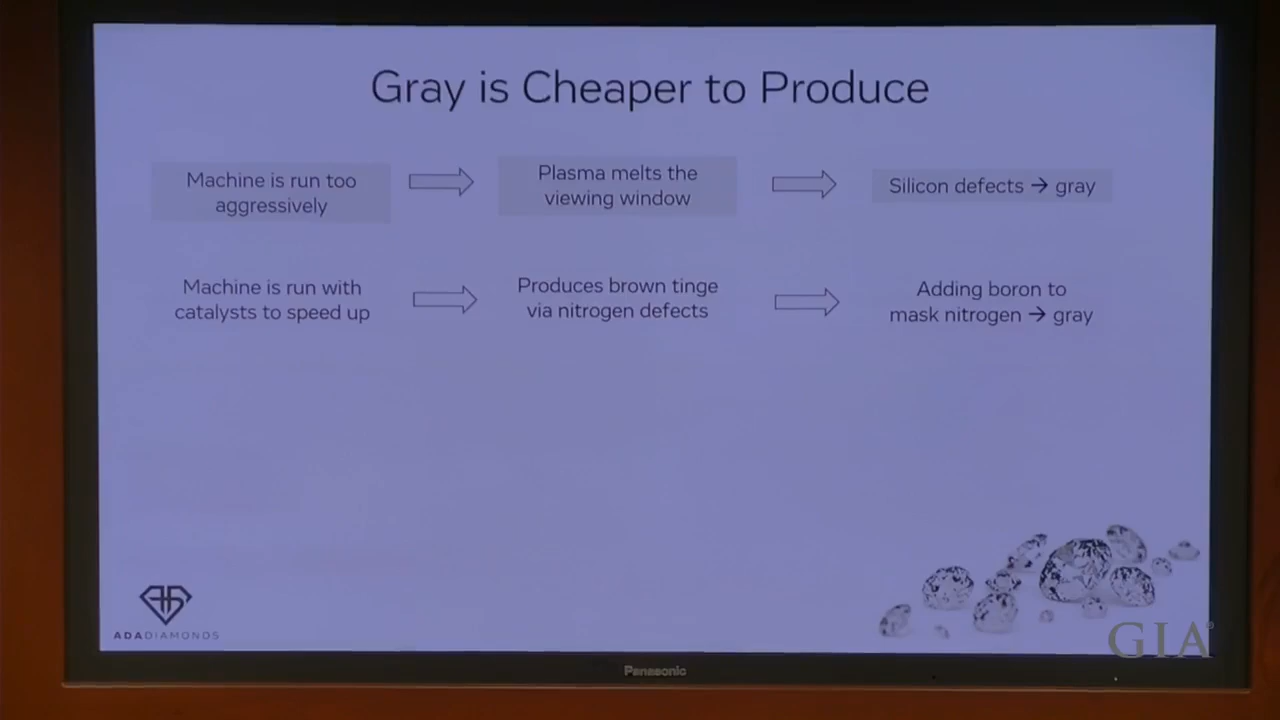 Gray is Cheaper to Produce
Machine is run too
aggressively
Plasma melts the
viewing window
Silicon defects → gray
Machine is run with
catalysts to speed up
Produces brown tinge
via nitrogen defects
Adding boron to
mask nitrogen → gray
ADADIAMONDS
GIA®
Panasonic